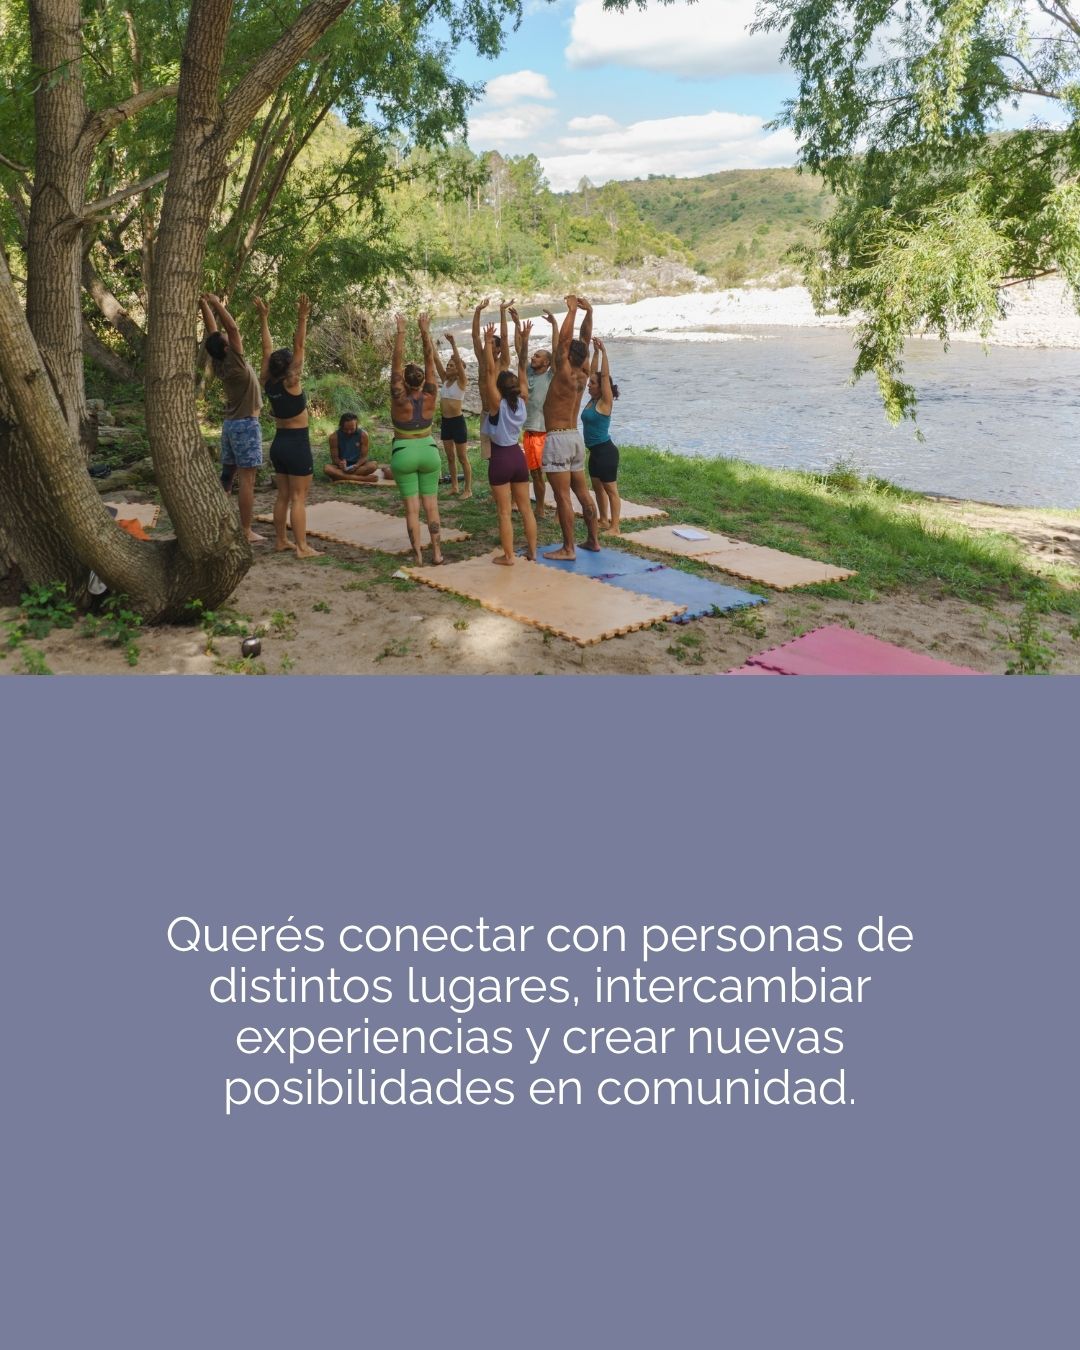 Querés conectar con personas de
distintos lugares, intercambiar
experiencias y crear nuevas
posibilidades en comunidad.